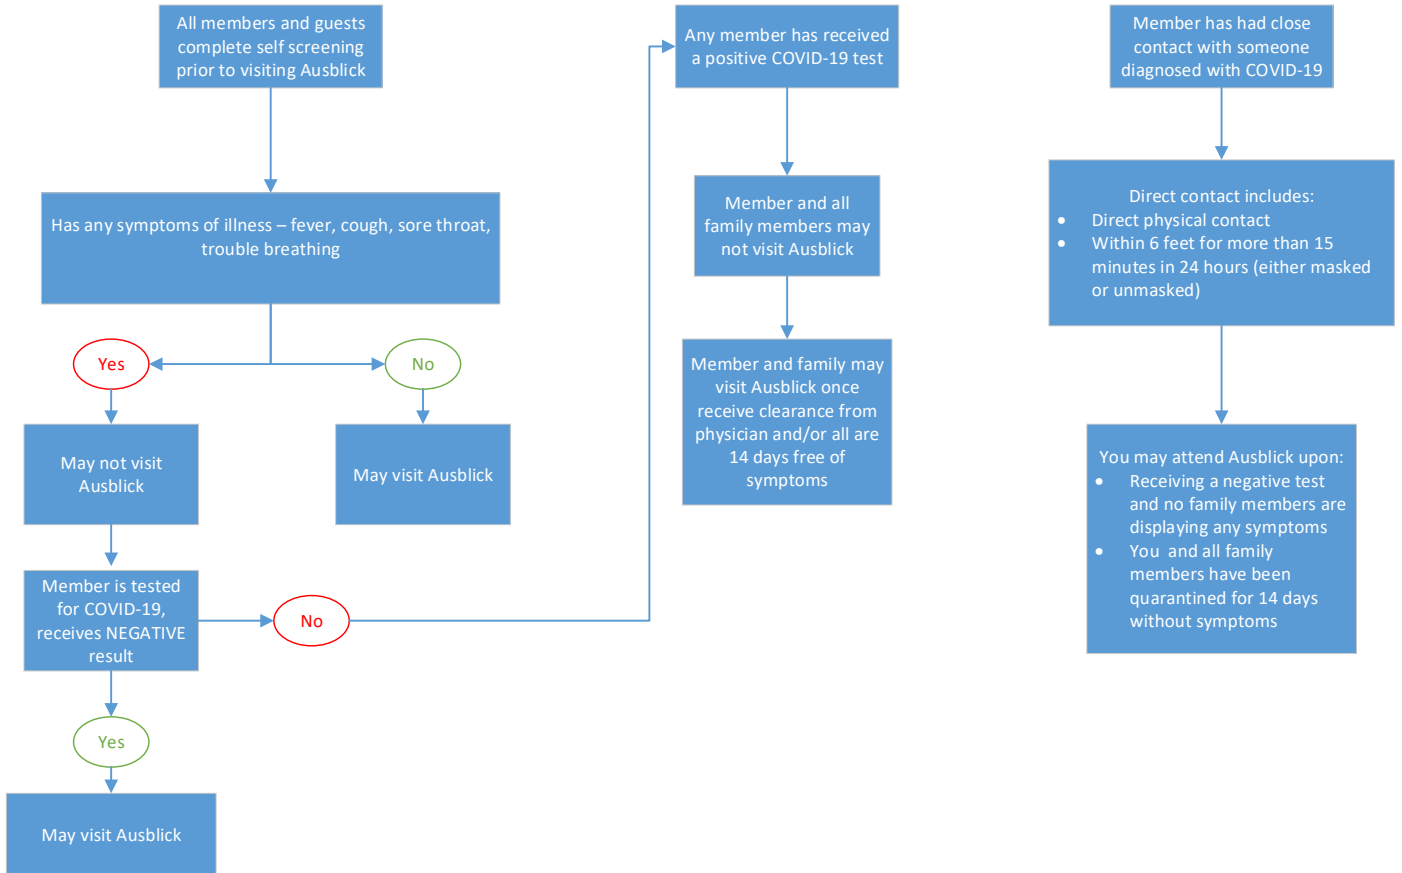 All members and guests
complete self screening
prior to visiting Ausblick
Has any symptoms of illness – fever, cough, sore throat,
trouble breathing
Yes
No
May not visit
Ausblick
May visit Ausblick
Member is tested
for COVID-19,
receives NEGATIVE
result
No
Yes
May visit Ausblick
Any member has received
a positive COVID-19 test
Member and all
family members may
not visit Ausblick
Member and family may
visit Ausblick once
receive clearance from
physician and/or all are
14 days free of
symptoms
Member has had close
contact with someone
diagnosed with COVID-19
Direct contact includes:
• Direct physical contact
• Within 6 feet for more than 15
minutes in 24 hours (either masked
or unmasked)
You may attend Ausblick upon:
• Receiving a negative test
and no family members are
displaying any symptoms
• You and all family
members have been
quarantined for 14 days
without symptoms